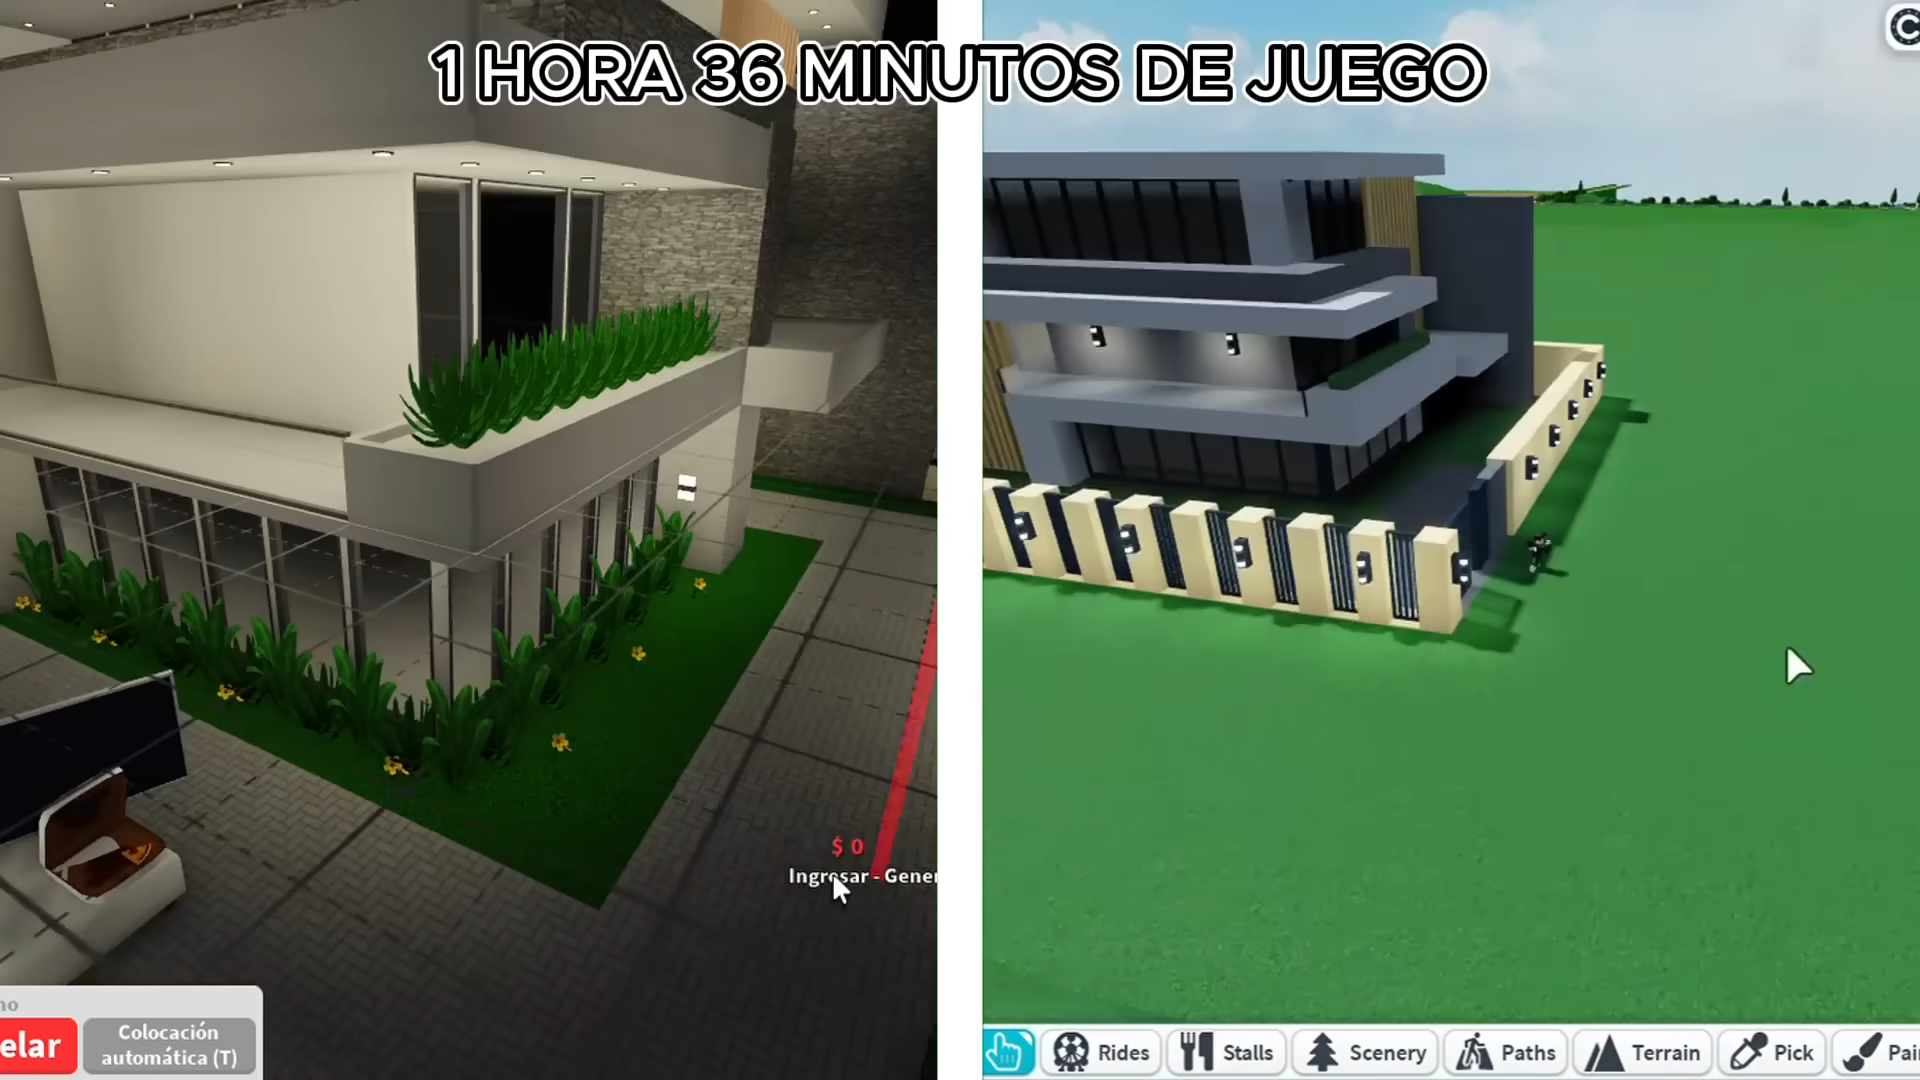 1 HORA 36 MINUTOS DE JUEGO
C
$ 0
Ingresar - Gener
no
elar
Colocación
automática (T)
Rides
Stalls
Scenery
Paths
Terrain
Pick
Pai